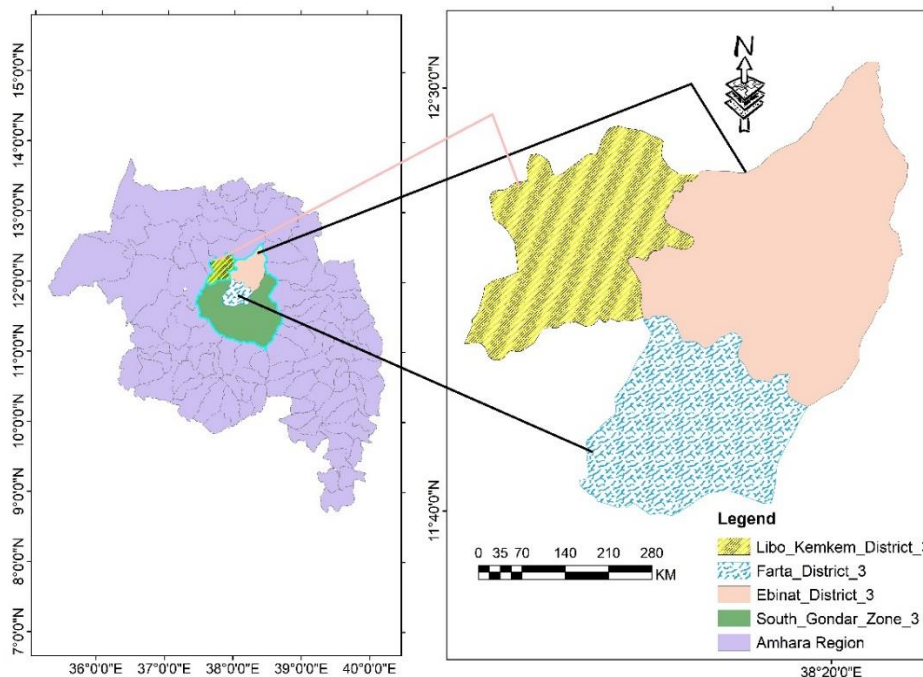 15°0'0"N
14°0'0"N
13°0'0"N
12°0'0"N
11°0'0"N
10°0'0"N
9°0'0"N
8°0'0"N
7°0'0"N
36°0'0"E
37°0'0"E
38°0'0"E
39°0'0"E
40°0'0"E
38°20'0"E
12°30'0"N
11°40'0"N
N
0 35 70 140 210 280
KM
Legend
Libo_Kemkem_District_3
Farta_District_3
Ebinat_District_3
South_Gondar_Zone_3
Amhara Region
38°20'0"E